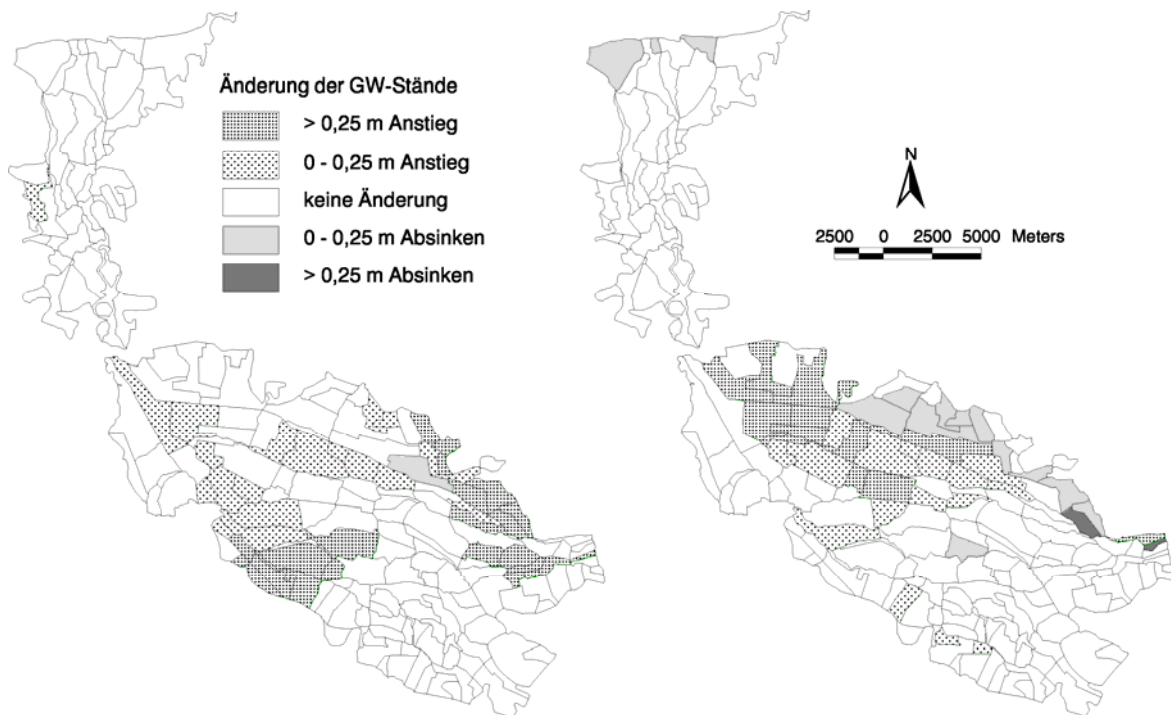 Änderung der GW-Stände
> 0,25 m Anstieg
0 - 0,25 m Anstieg
keine Änderung
0 - 0,25 m Absinken
> 0,25 m Absinken
N
2500 0 2500 5000 Meters